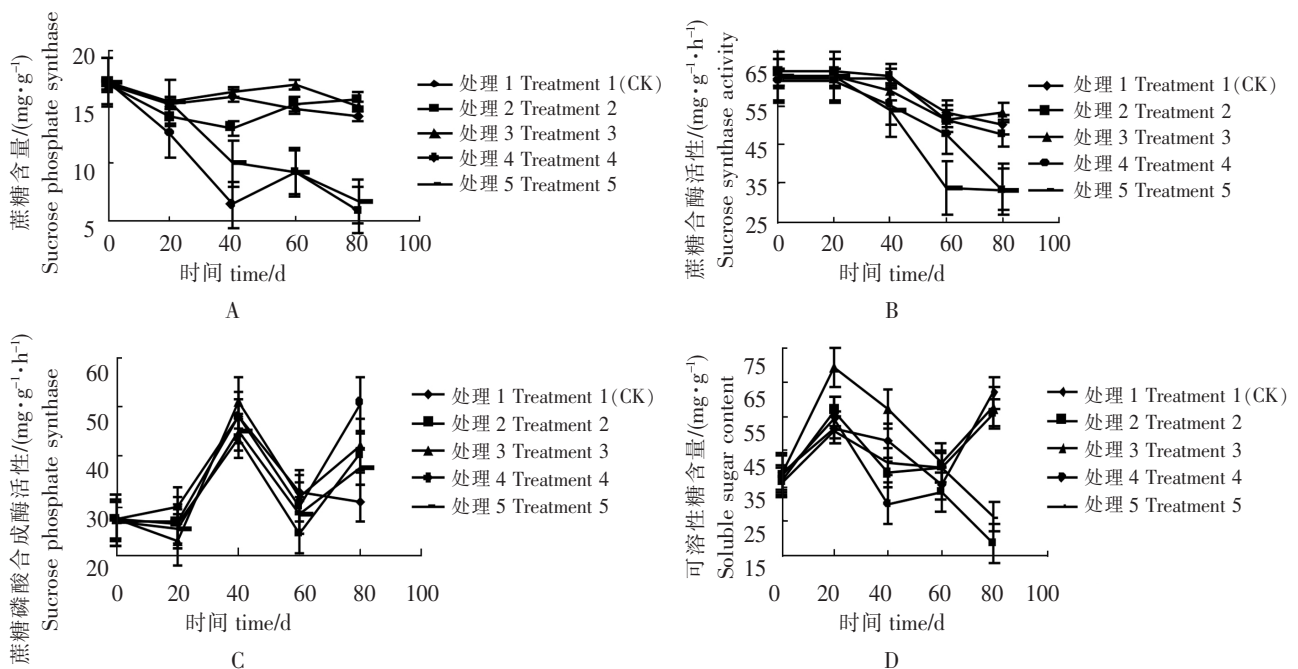 蔗糖含量/(mg·g⁻¹)
Sucrose phosphate synthase
20
15
10
5
0 20 40 60 80 100
时间 time/d
A
处理 1 Treatment 1(CK)
处理 2 Treatment 2
处理 3 Treatment 3
处理 4 Treatment 4
处理 5 Treatment 5
蔗糖合酶活性/(mg·g⁻¹·h⁻¹)
Sucrose synthase activity
65
55
45
35
25
0 20 40 60 80 100
时间 time/d
B
处理 1 Treatment 1(CK)
处理 2 Treatment 2
处理 3 Treatment 3
处理 4 Treatment 4
处理 5 Treatment 5
蔗糖磷酸合成酶活性/(mg·g⁻¹·h⁻¹)
Sucrose phosphate synthase
60
50
40
30
20
0 20 40 60 80 100
时间 time/d
C
处理 1 Treatment 1(CK)
处理 2 Treatment 2
处理 3 Treatment 3
处理 4 Treatment 4
处理 5 Treatment 5
可溶性糖含量/(mg·g⁻¹)
Soluble sugar content
75
65
55
45
35
25
15
0 20 40 60 80 100
时间 time/d
D
处理 1 Treatment 1(CK)
处理 2 Treatment 2
处理 3 Treatment 3
处理 4 Treatment 4
处理 5 Treatment 5